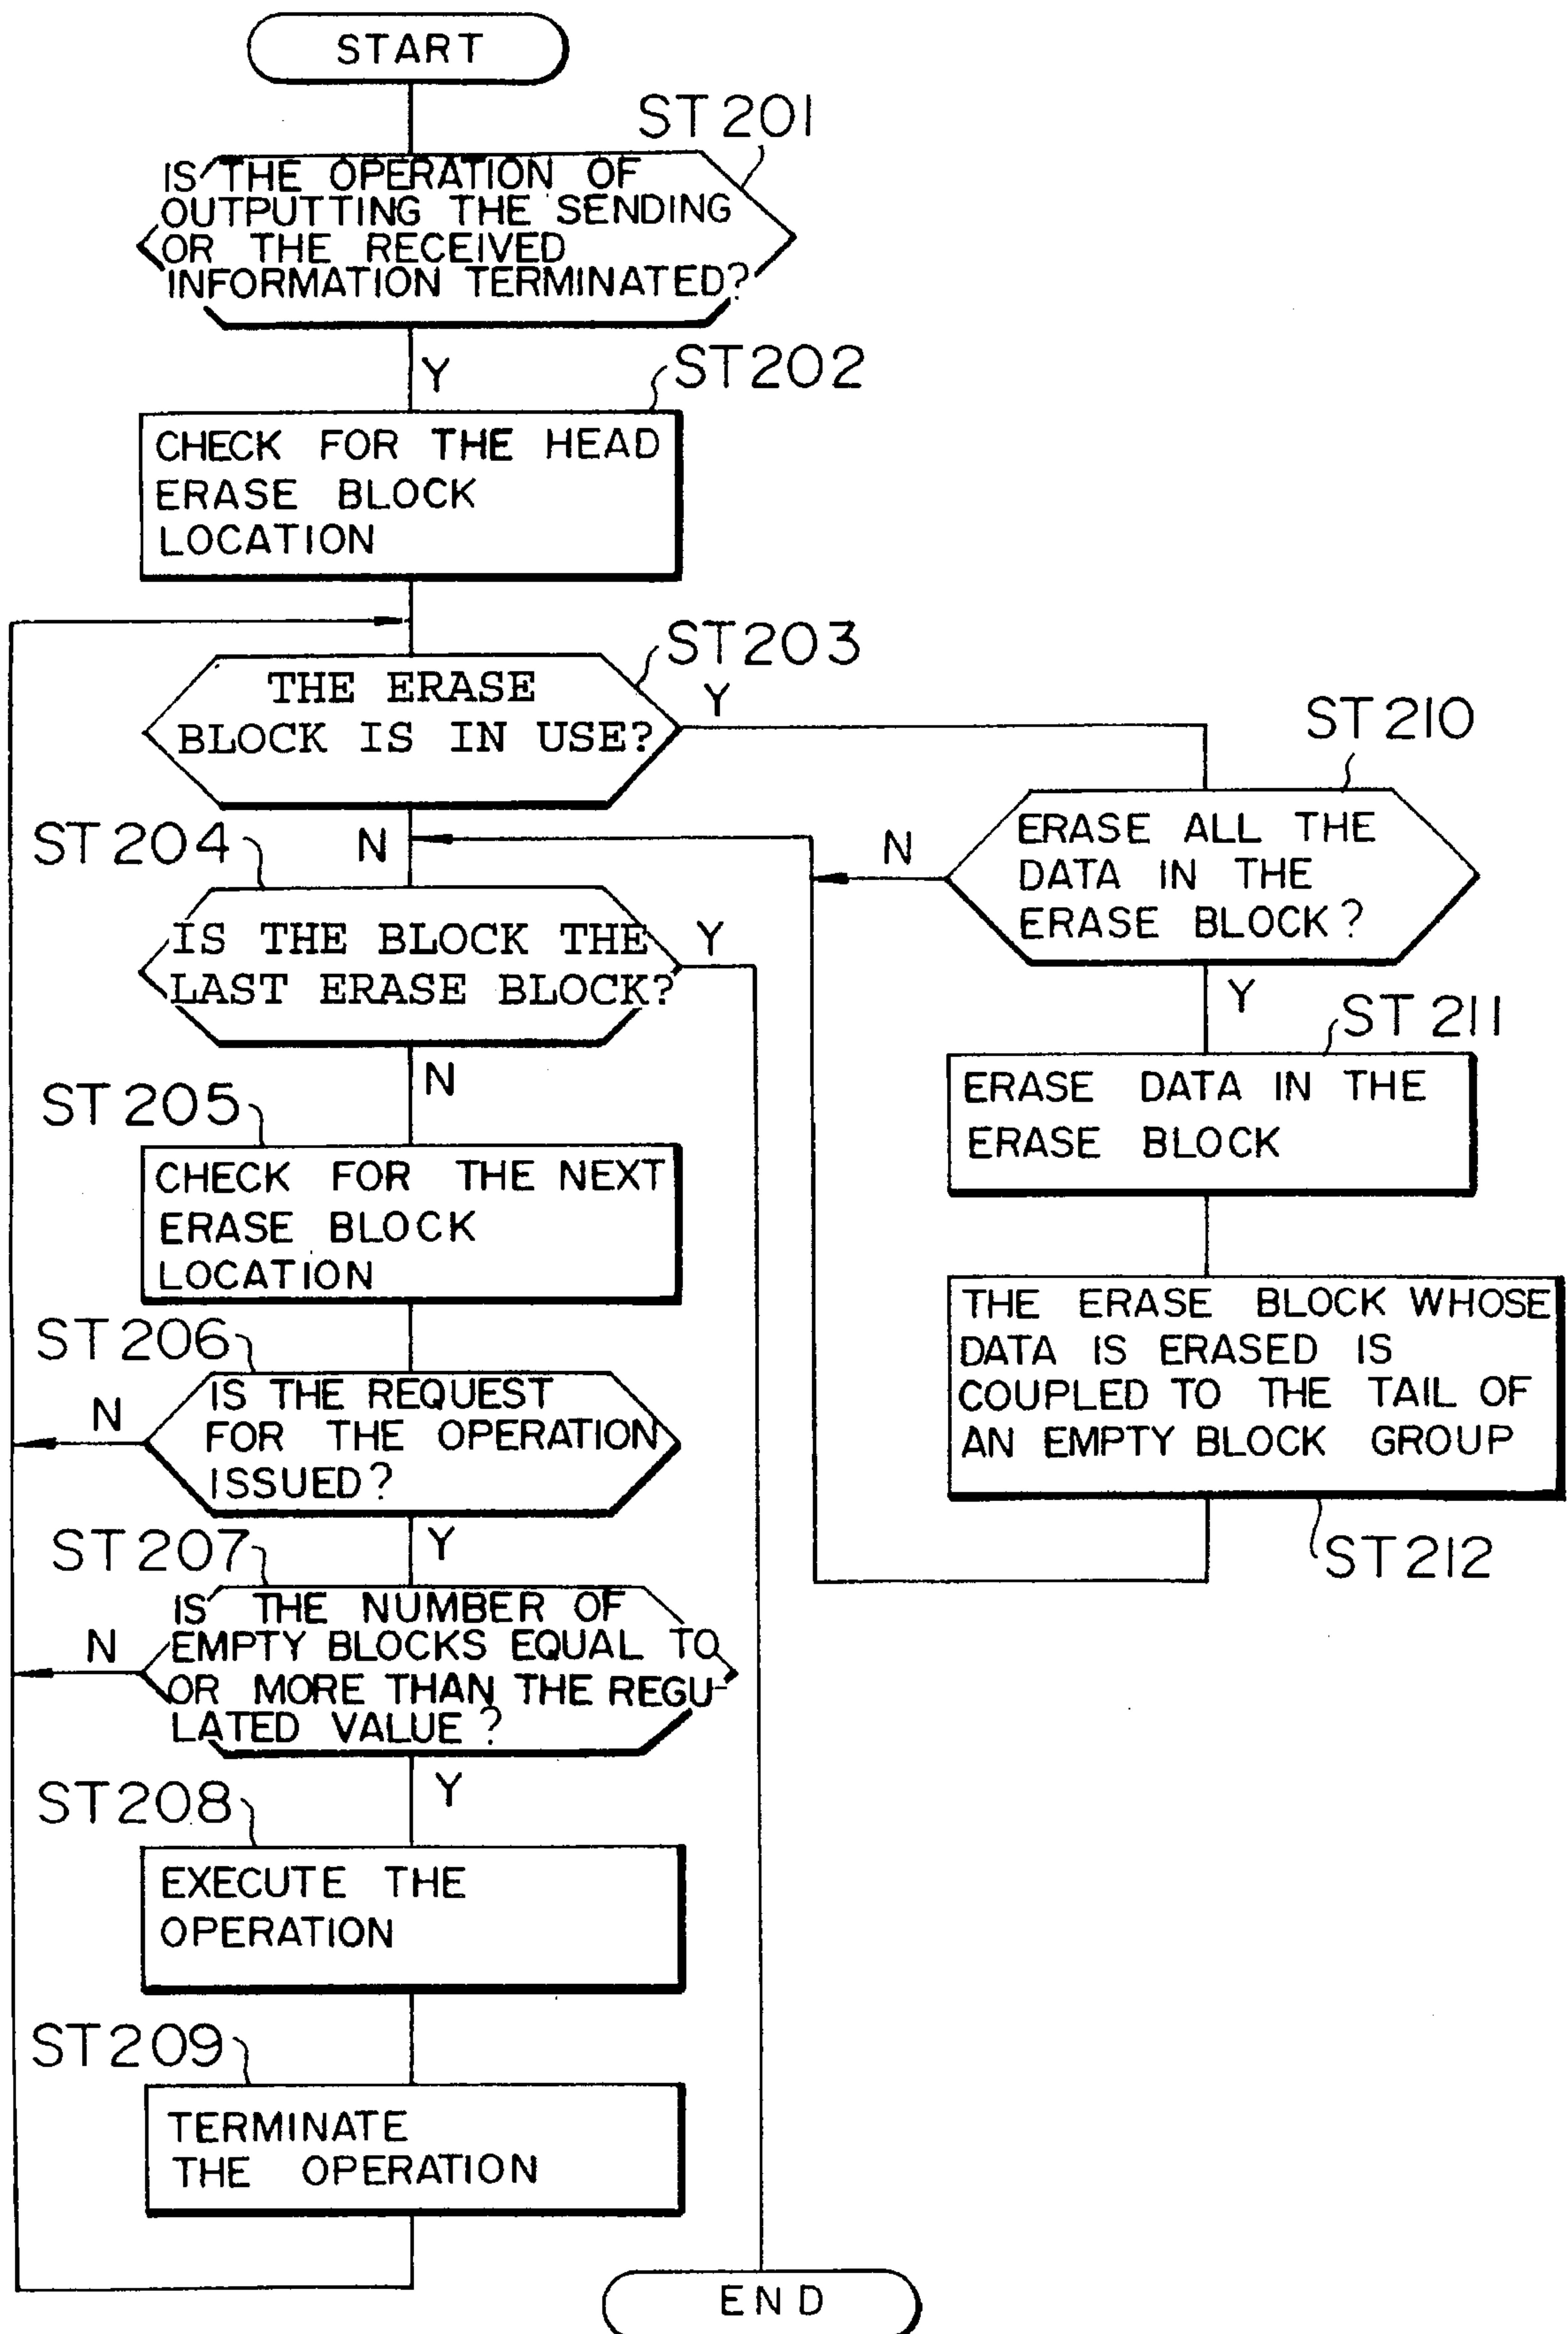 START
ST201
IS THE OPERATION OF
OUTPUTTING THE SENDING
OR THE RECEIVED
INFORMATION TERMINATED?
Y
ST202
CHECK FOR THE HEAD
ERASE BLOCK
LOCATION
ST203
THE ERASE
BLOCK IS IN USE?
Y
N
ST204
IS THE BLOCK THE
LAST ERASE BLOCK?
Y
N
ST205
CHECK FOR THE NEXT
ERASE BLOCK
LOCATION
ST206
IS THE REQUEST
FOR THE OPERATION
ISSUED?
N
Y
ST207
IS THE NUMBER OF
EMPTY BLOCKS EQUAL TO
OR MORE THAN THE REGU-
LATED VALUE?
N
Y
ST208
EXECUTE THE
OPERATION
ST209
TERMINATE
THE OPERATION
ST210
ERASE ALL THE
DATA IN THE
ERASE BLOCK?
N
Y
ST211
ERASE DATA IN THE
ERASE BLOCK
THE ERASE BLOCK WHOSE
DATA IS ERASED IS
COUPLED TO THE TAIL OF
AN EMPTY BLOCK GROUP
ST212
END